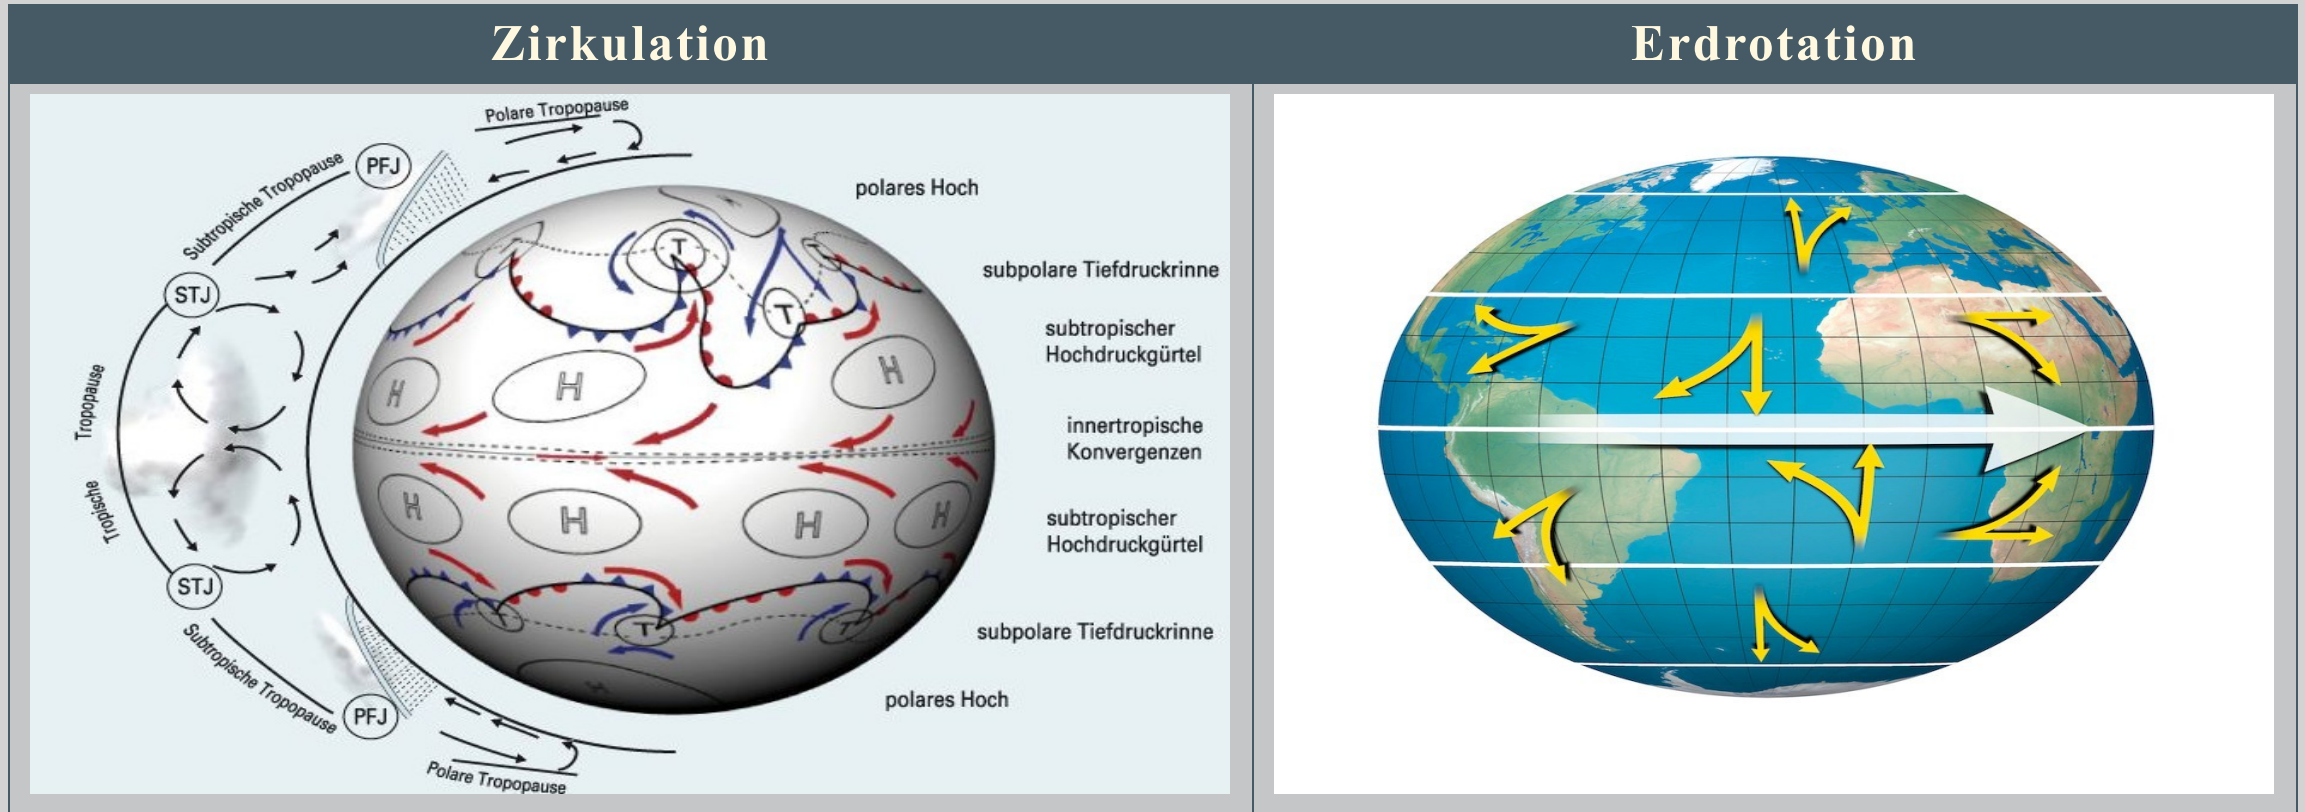 Zirkulation
Erdrotation
Polare Tropopause
PFJ
Subtropische Tropopause
STJ
Tropopause
Tropische
STJ
Subtropische Tropopause
PFJ
Polare Tropopause
T
T
T
H
H
H
H
H
H
H
T
T
T
H
polares Hoch
subpolare Tiefdruckrinne
subtropischer
Hochdruckgürtel
innertropische
Konvergenzen
subtropischer
Hochdruckgürtel
subpolare Tiefdruckrinne
polares Hoch